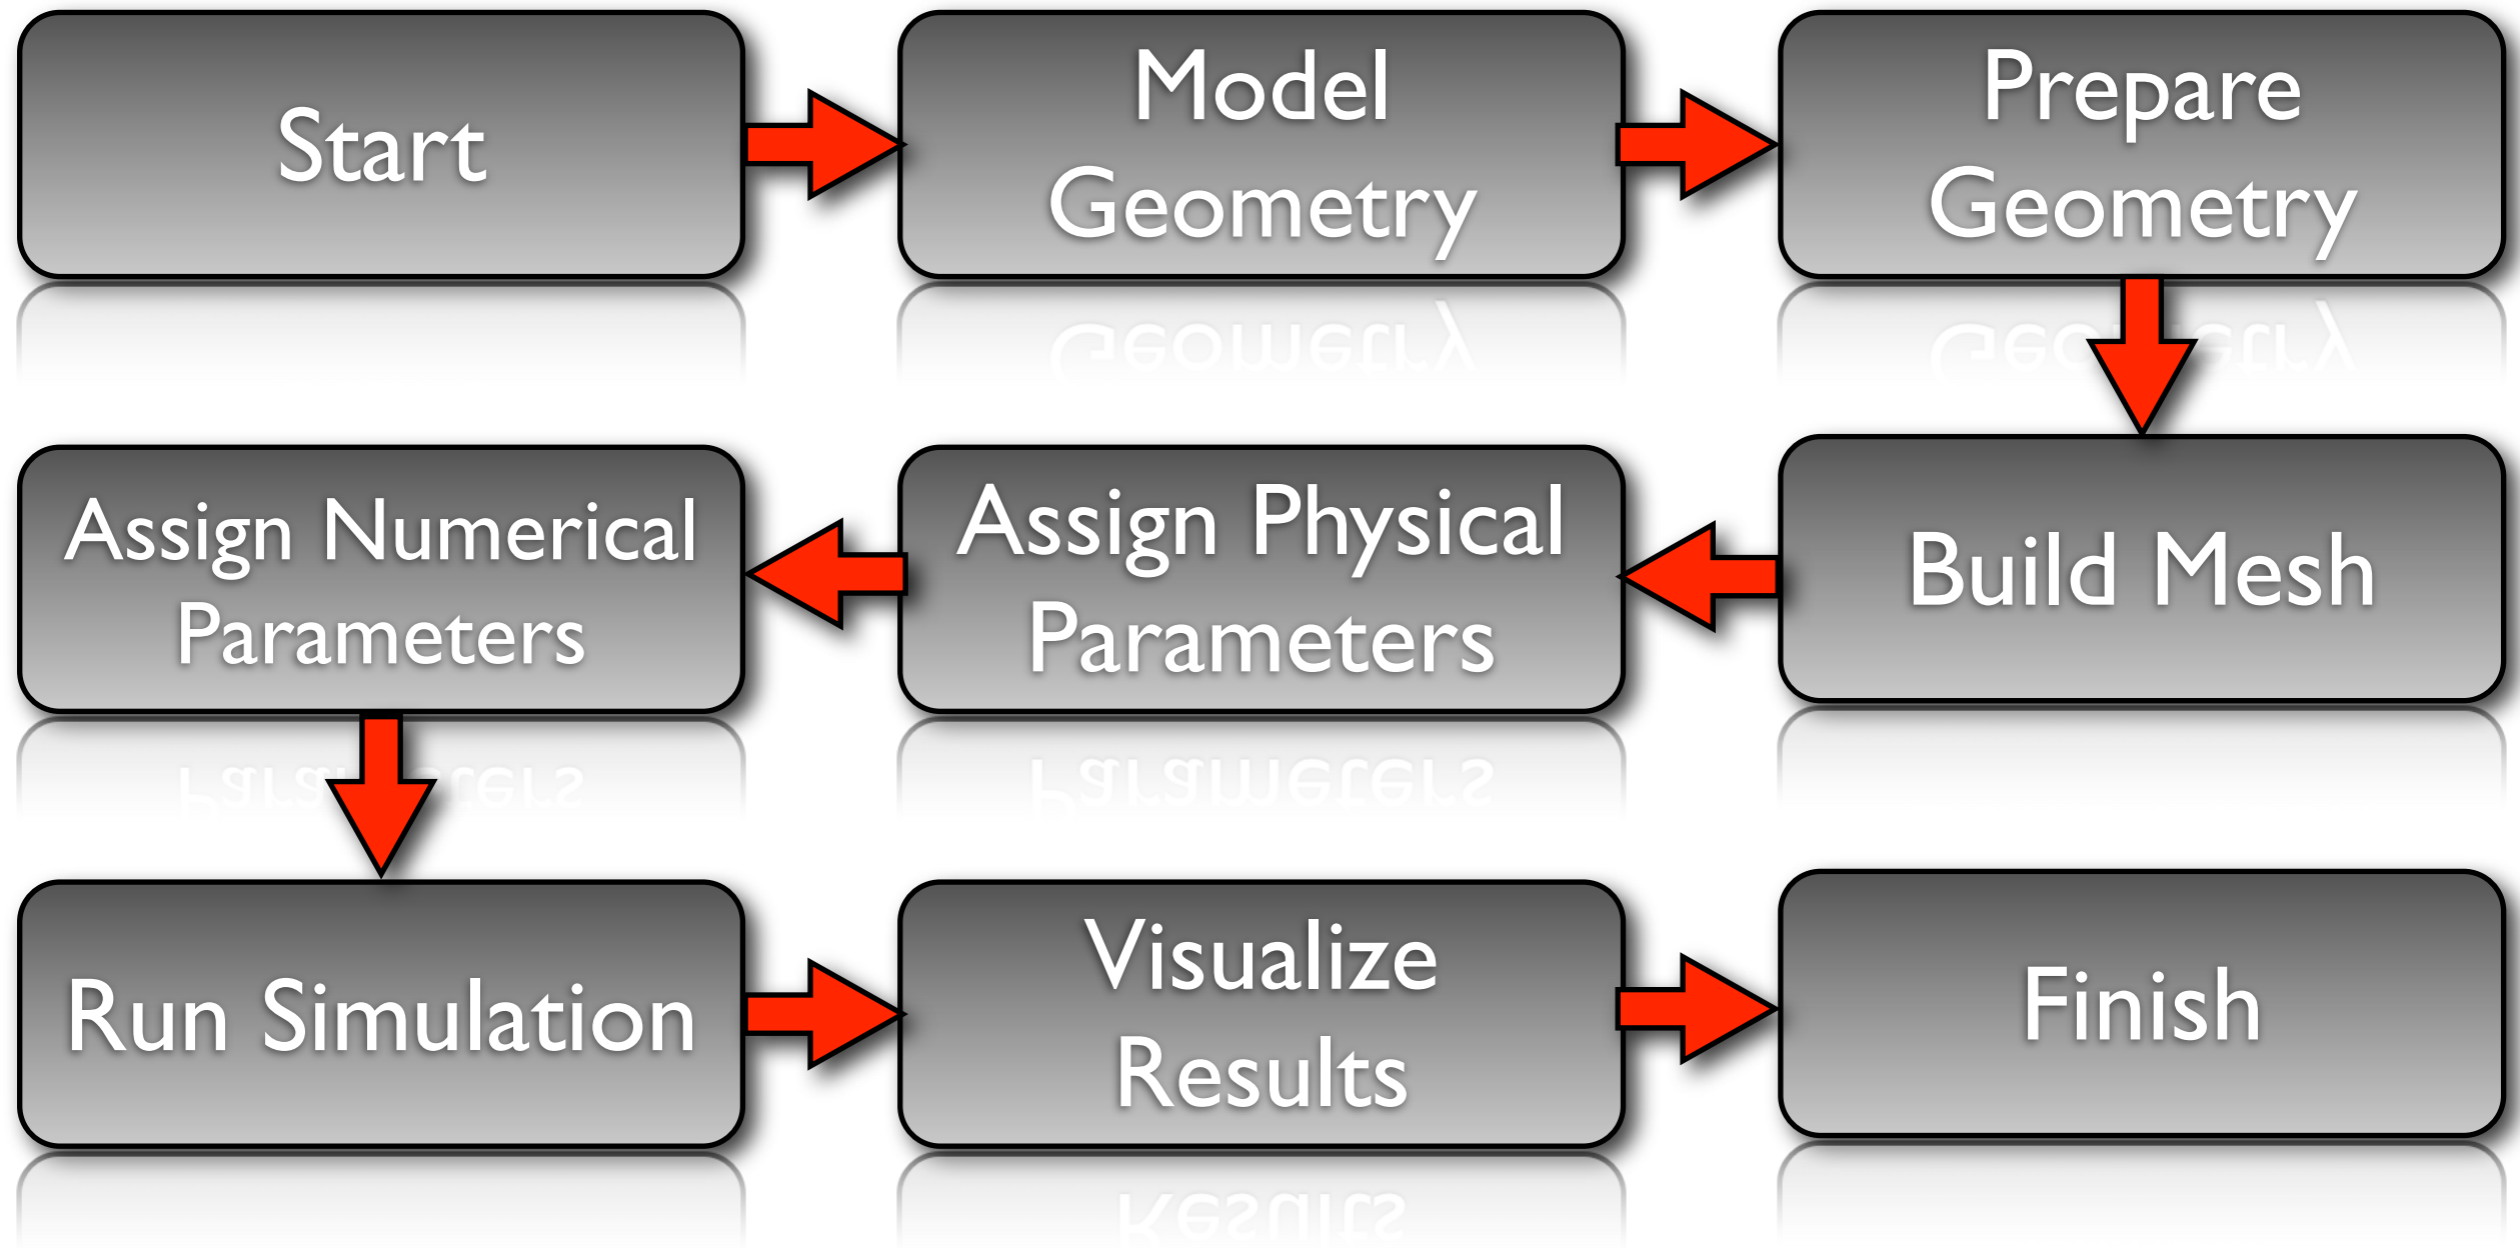 Start
Model
Geometry
Prepare
Geometry
Build Mesh
Assign Physical
Parameters
Assign Numerical
Parameters
Run Simulation
Visualize
Results
Finish